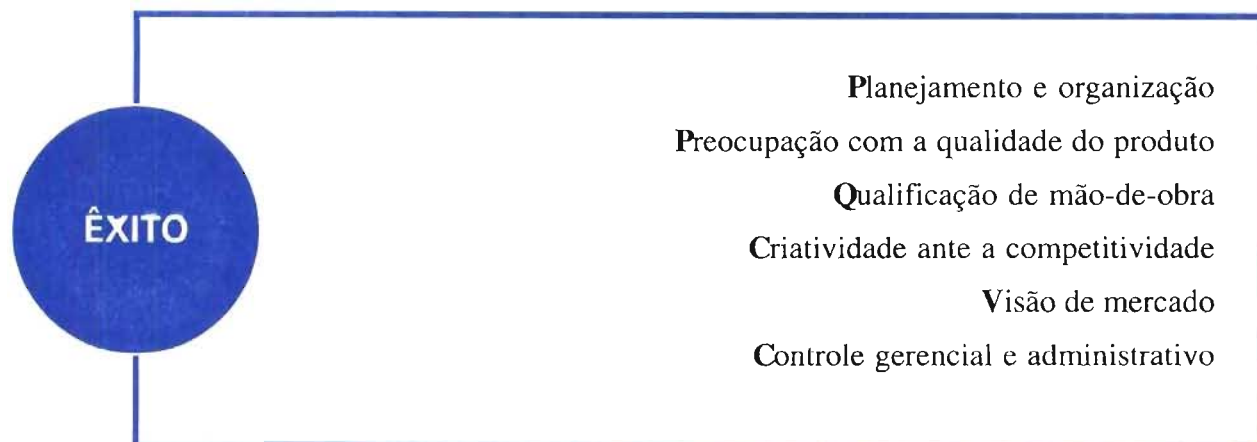 ÊXITO
Planejamento e organização
Preocupação com a qualidade do produto
Qualificação de mão-de-obra
Criatividade ante a competitividade
Visão de mercado
Controle gerencial e administrativo